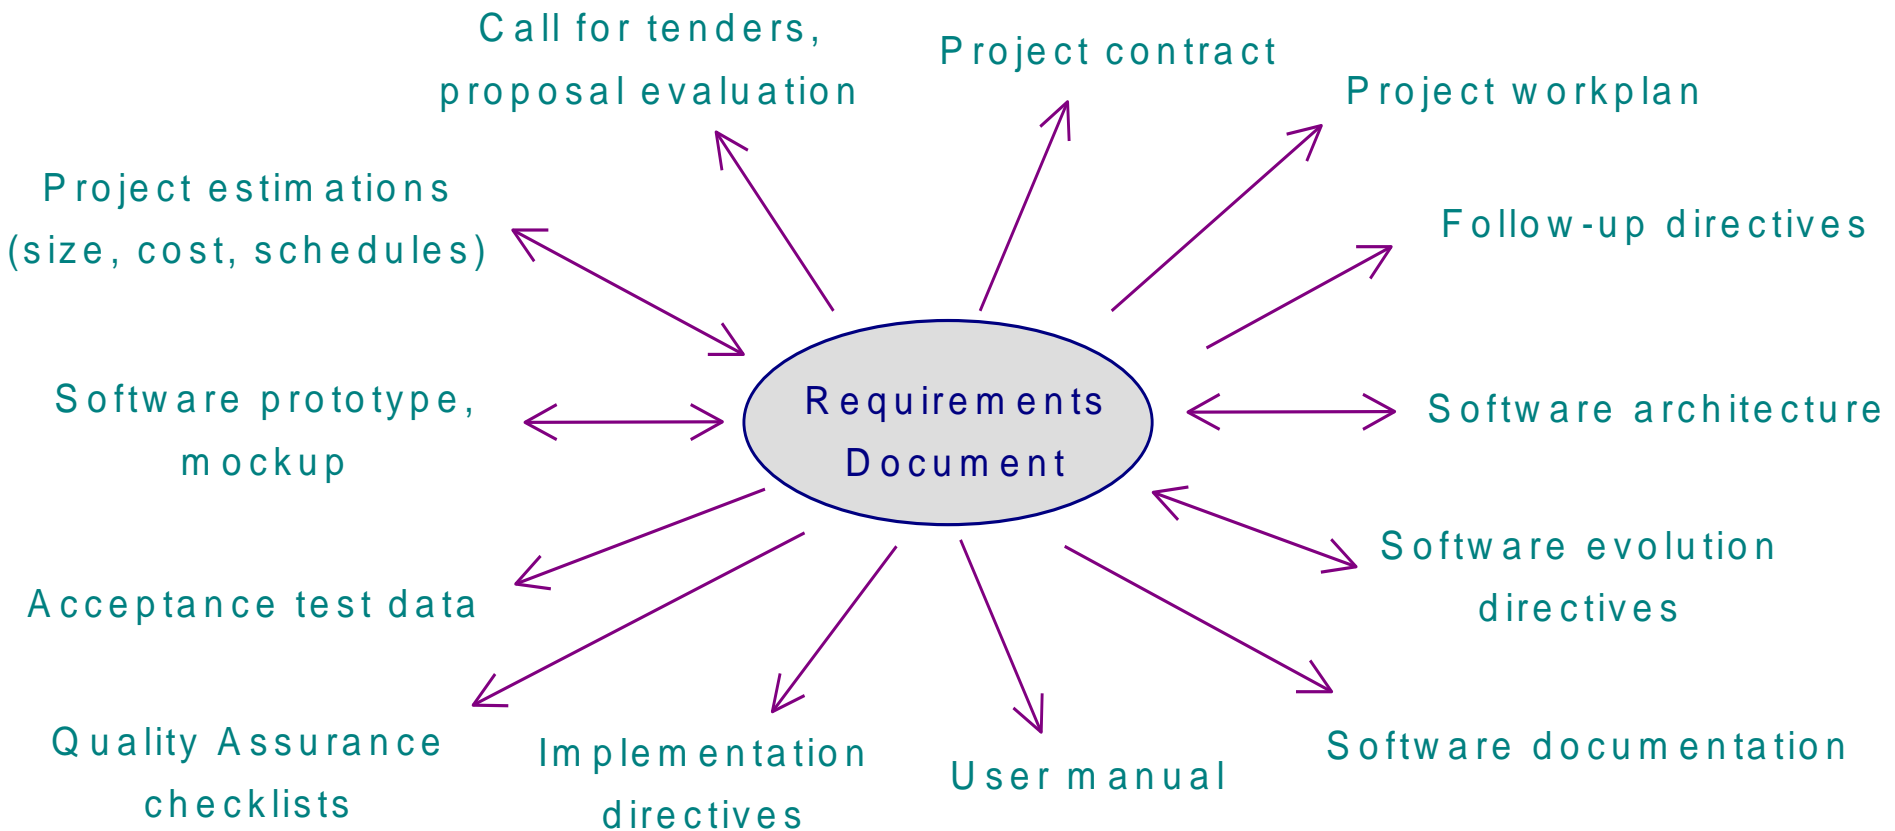 Call for tenders,
proposal evaluation
Project contract
Project workplan
Project estimations
(size, cost, schedules)
Follow-up directives
Software prototype,
mockup
Requirements
Document
Software architecture
Acceptance test data
Software evolution
directives
Quality Assurance
checklists
Implementation
directives
User manual
Software documentation